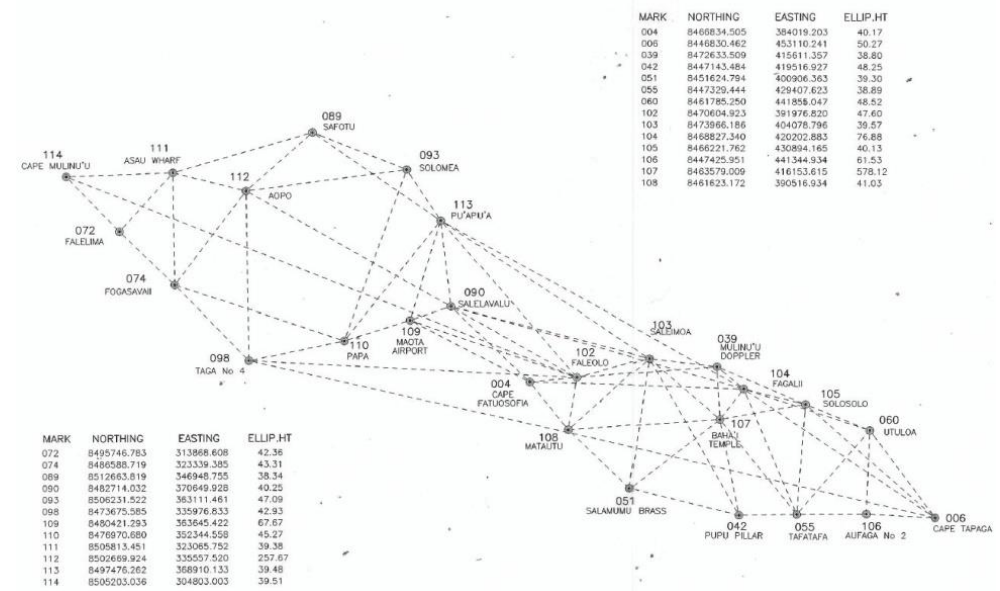 MARK NORTHING EASTING ELLIP.HT
004 8466834.505 384019.203 40.17
006 8446830.462 453110.241 50.27
039 8472633.509 415611.357 38.80
042 8447143.484 419516.927 48.25
051 8451624.794 400906.363 39.30
055 8447329.444 429407.623 38.89
060 8461785.250 441855.047 48.52
102 8470604.923 391976.820 47.60
103 8473966.186 404078.796 39.57
104 8468827.340 420202.883 76.88
105 8466221.762 430894.165 40.13
106 8447425.951 441344.934 61.53
107 8463579.009 416153.615 578.12
108 8461623.172 390516.934 41.03
089
SAFOTU
111
ASAU WHARF
114
CAPE MULINU'U
093
SOLOMEA
112
AOPO
113
PU'APU'A
072
FALELIMA
074
FOGASAVAII
090
SALELAVALU
109
MAOTA
AIRPORT
110
PAPA
098
TAGA No 4
103
SALEIMOA
039
MULINU'U
DOPPLER
102
FALEOLO
004
CAPE
FATUOSOFIA
104
FAGALII
105
SOLOSOLO
060
UTULOA
107
BAHA'I
TEMPLE
108
MATAUTU
051
SALAMUMU BRASS
042
PUPU PILLAR
055
TAFATAFA
106
AUFAGA No 2
006
CAPE TAPAGA
MARK NORTHING EASTING ELLIP.HT
072 8495746.783 313868.608 42.36
074 8486588.719 323339.385 43.31
089 8512663.819 346948.755 38.34
090 8482714.032 370649.928 40.25
093 8506231.522 363111.461 47.09
098 8473675.585 335976.833 42.93
109 8480421.293 363645.422 67.67
110 8476970.680 352344.558 45.27
111 8505813.451 323065.752 39.38
112 8502669.924 335557.520 257.67
113 8497476.262 368910.133 39.48
114 8505203.036 304803.003 39.51